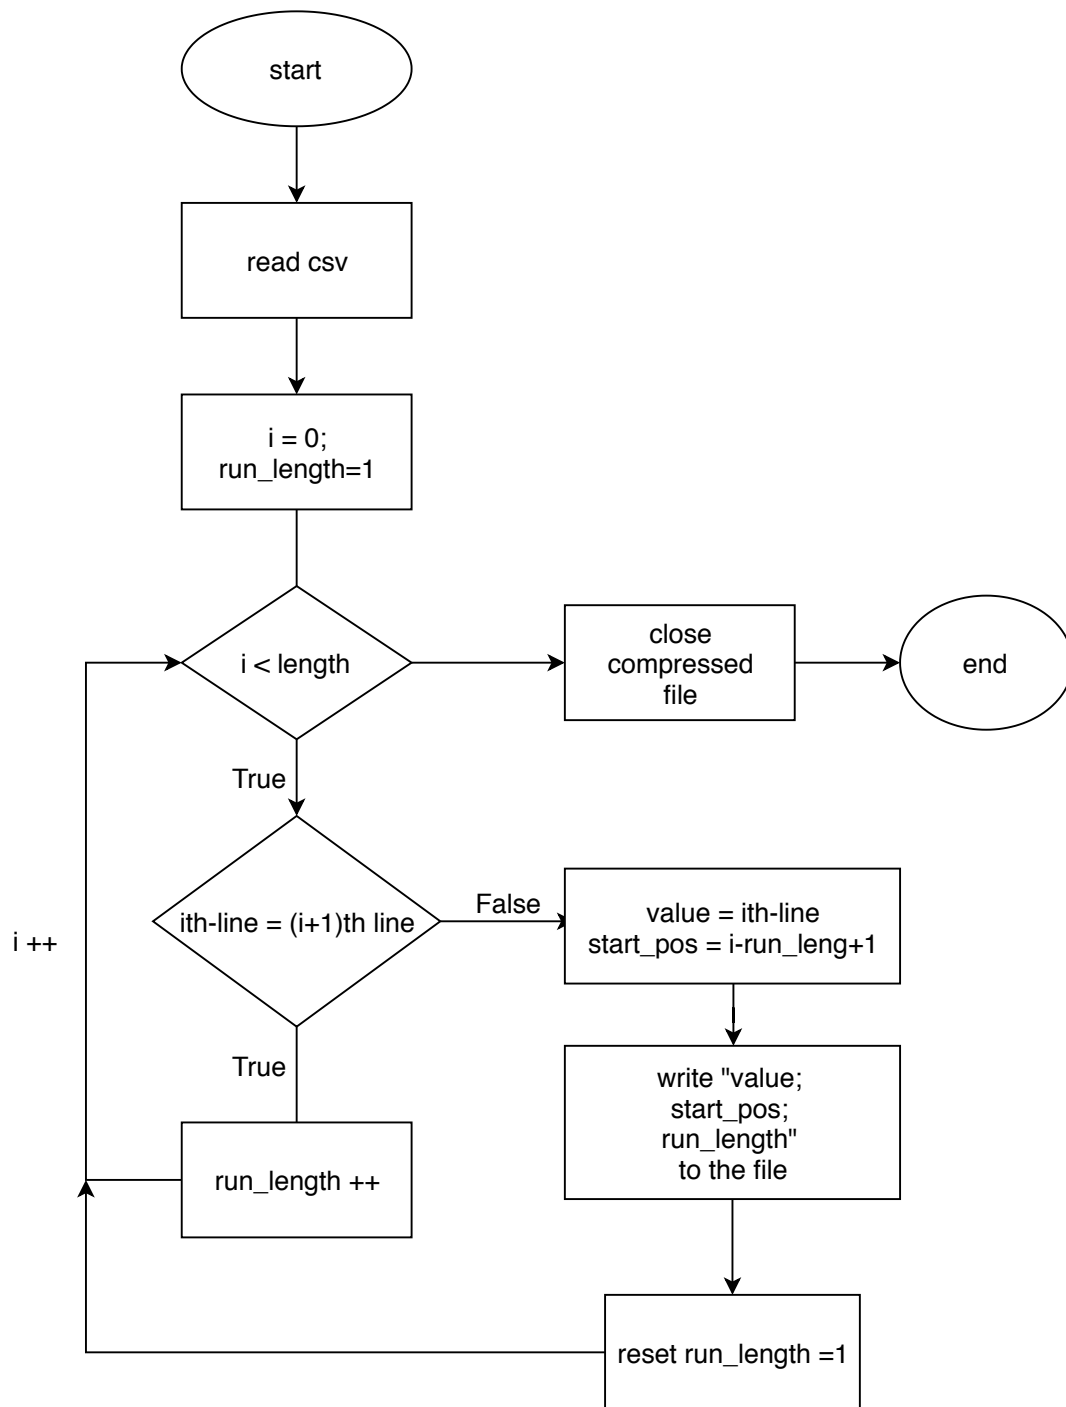 start
read csv
i = 0;
run_length=1
i < length
close
compressed
file
end
True
ith-line = (i+1)th line
False
value = ith-line
start_pos = i-run_leng+1
i ++
True
write "value;
start_pos;
run_length"
to the file
run_length ++
reset run_length =1